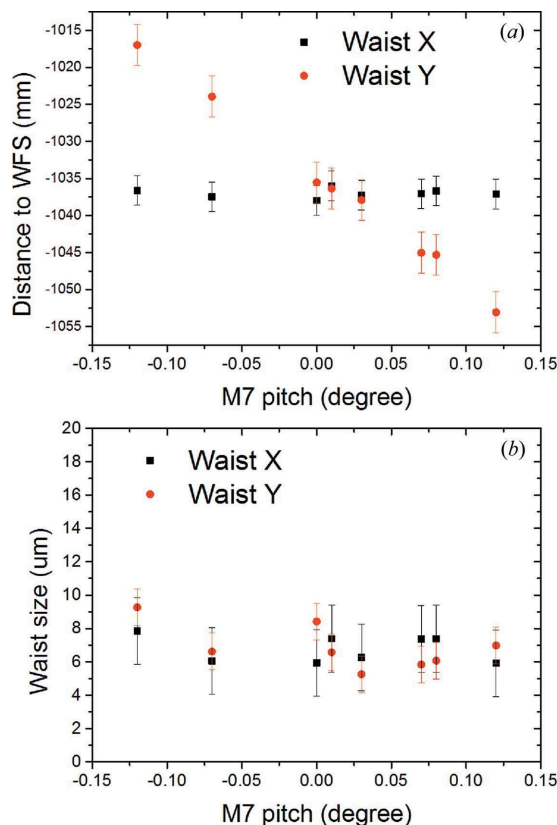 (a)
Waist X
Waist Y
Distance to WFS (mm)
-1015
-1020
-1025
-1030
-1035
-1040
-1045
-1050
-1055
-0.15 -0.10 -0.05 0.00 0.05 0.10 0.15
M7 pitch (degree)
(b)
Waist X
Waist Y
Waist size (um)
20
18
16
14
12
10
8
6
4
2
0
-0.15 -0.10 -0.05 0.00 0.05 0.10 0.15
M7 pitch (degree)